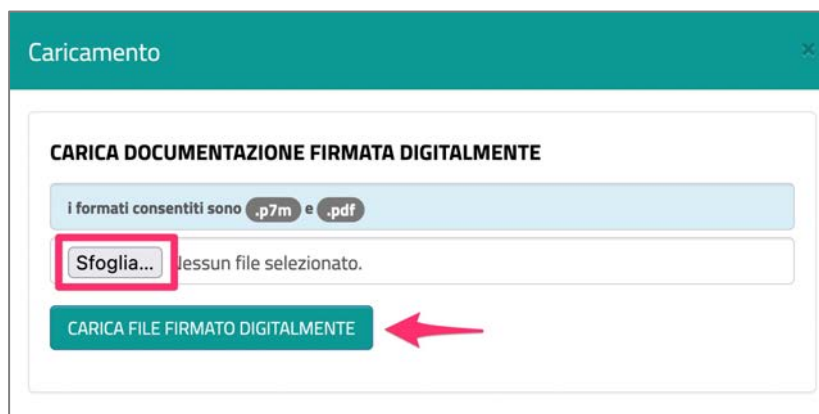 Caricamento
×
CARICA DOCUMENTAZIONE FIRMATA DIGITALMENTE
i formati consentiti sono .p7m e .pdf
Sfoglia... Nessun file selezionato.
CARICA FILE FIRMATO DIGITALMENTE